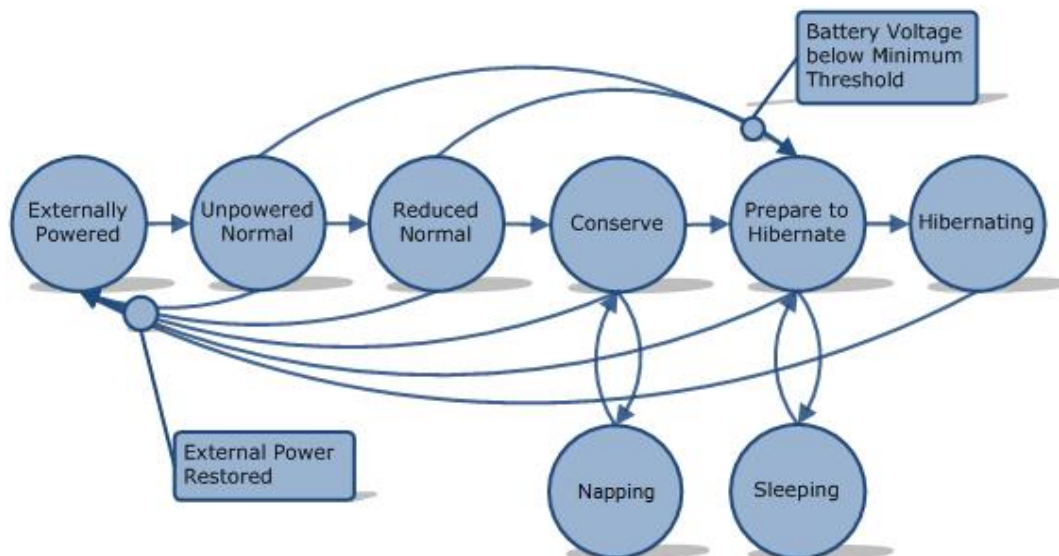 Battery Voltage
below Minimum
Threshold
Externally
Powered
Unpowered
Normal
Reduced
Normal
Conserve
Prepare to
Hibernate
Hibernating
External Power
Restored
Napping
Sleeping